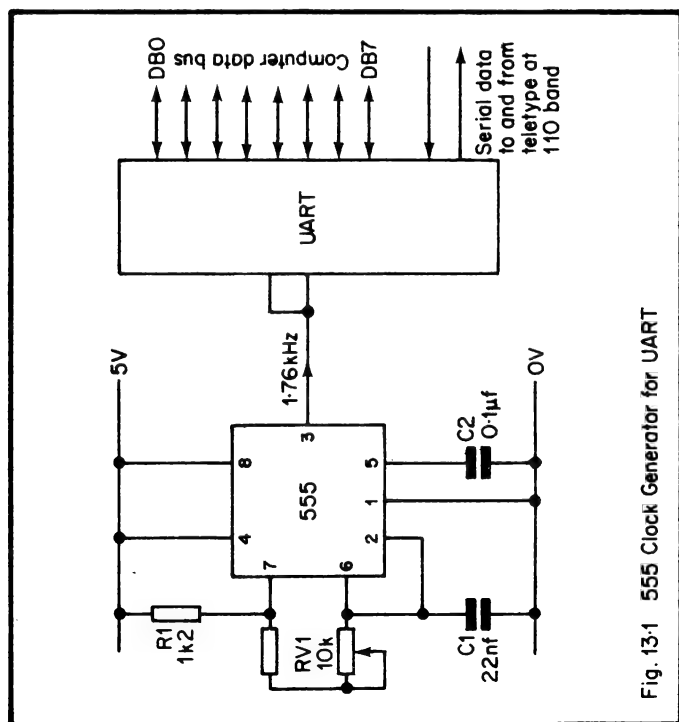 5V
R1
1k2
7
4
8
555
3
6
2
1
5
RV1
10k
C1
22nf
C2
0·1µf
0V
1·76kHz
UART
DB0
Computer data bus
DB7
Serial data
to and from
teletype at
110 band
Fig. 13·1 555 Clock Generator for UART